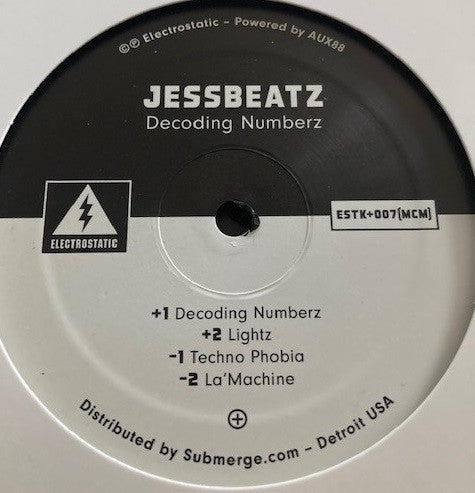 ©℗ Electrostatic - Powered by AUX88
JESSBEATZ
Decoding Numberz
ELECTROSTATIC
ESTK+007[MCM]
+1 Decoding Numberz
+2 Lightz
-1 Techno Phobia
-2 La'Machine
Distributed by Submerge.com – Detroit USA